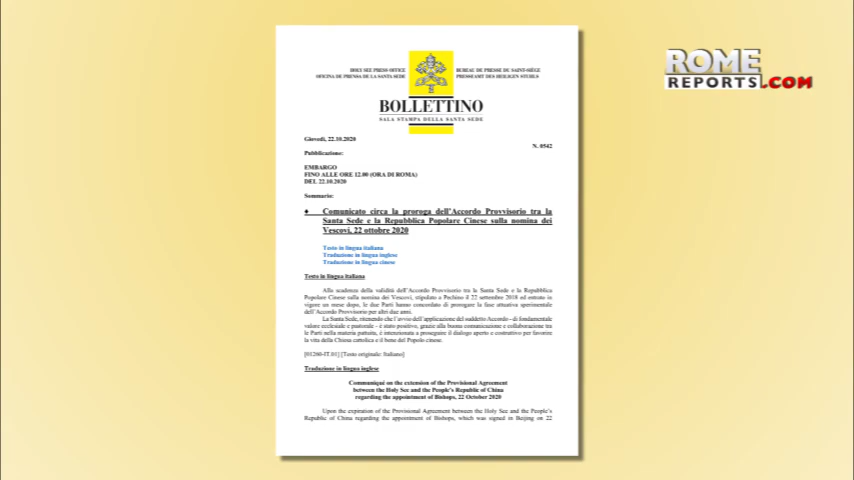 ROME
REPORTS.COM
HOLY SEE PRESS OFFICE
OFICINA DE PRENSA DE LA SANTA SEDE
BUREAU DE PRESSE DU SAINT-SIÈGE
PRESSEAMT DES HEILIGEN STUHLS
BOLLETTINO
SALA STAMPA DELLA SANTA SEDE
Giovedì, 22.10.2020
N. 0542
Pubblicazione:
EMBARGO
FINO ALLE ORE 12.00 (ORA DI ROMA)
DEL 22.10.2020
Sommario:
♦ Comunicato circa la proroga dell'Accordo Provvisorio tra la
Santa Sede e la Repubblica Popolare Cinese sulla nomina dei
Vescovi, 22 ottobre 2020
Testo in lingua italiana
Traduzione in lingua inglese
Traduzione in lingua cinese
Testo in lingua italiana
Alla scadenza della validità dell'Accordo Provvisorio tra la Santa Sede e la Repubblica
Popolare Cinese sulla nomina dei Vescovi, stipulato a Pechino il 22 settembre 2018 ed entrato in
vigore un mese dopo, le due Parti hanno concordato di prorogare la fase attuativa sperimentale
dell'Accordo Provvisorio per altri due anni.
La Santa Sede, ritenendo che l'avvio dell'applicazione del suddetto Accordo – di fondamentale
valore ecclesiale e pastorale - è stato positivo, grazie alla buona comunicazione e collaborazione tra
le Parti nella materia pattuita, è intenzionata a proseguire il dialogo aperto e costruttivo per favorire
la vita della Chiesa cattolica e il bene del Popolo cinese.
[01260-IT.01] [Testo originale: Italiano]
Traduzione in lingua inglese
Communiqué on the extension of the Provisional Agreement
between the Holy See and the People's Republic of China
regarding the appointment of Bishops, 22 October 2020
Upon the expiration of the Provisional Agreement between the Holy See and the People's
Republic of China regarding the appointment of Bishops, which was signed in Beijing on 22